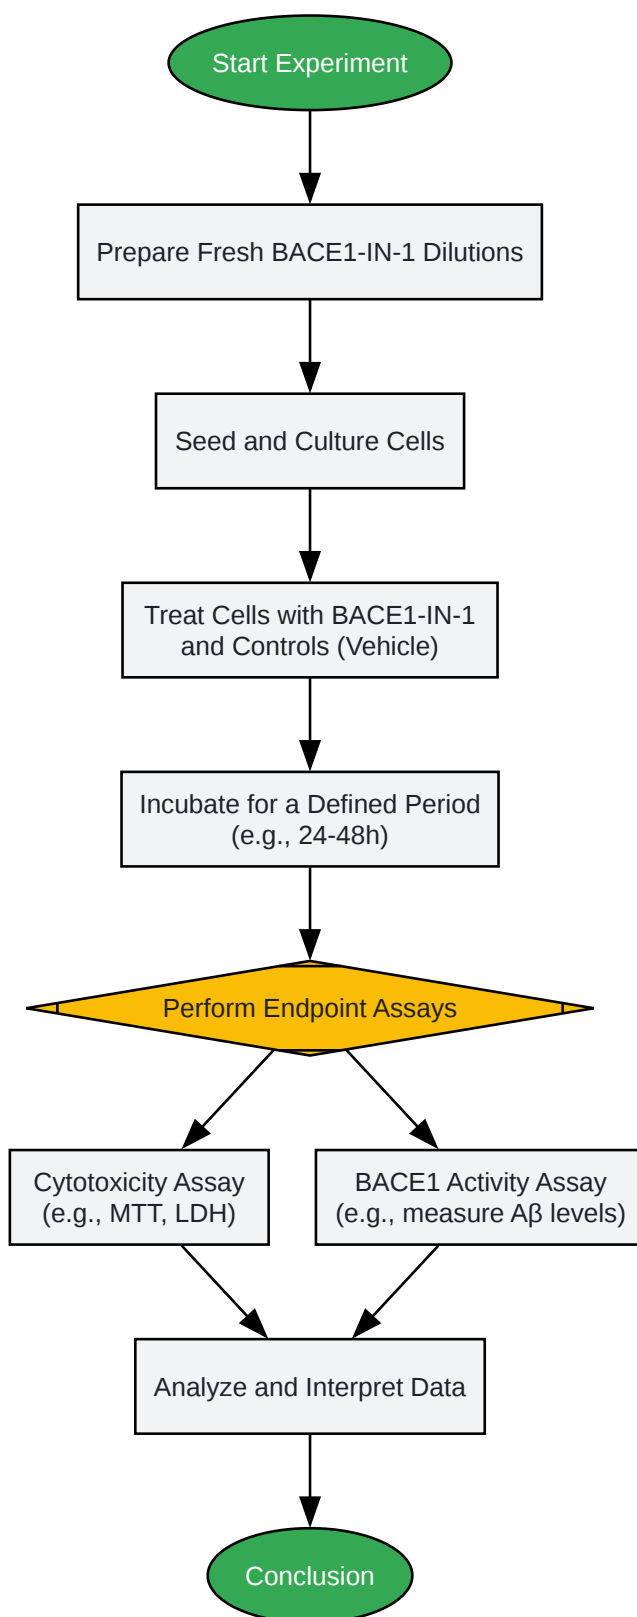 Start Experiment
Prepare Fresh BACE1-IN-1 Dilutions
Seed and Culture Cells
Treat Cells with BACE1-IN-1
and Controls (Vehicle)
Incubate for a Defined Period
(e.g., 24-48h)
Perform Endpoint Assays
Cytotoxicity Assay
(e.g., MTT, LDH)
BACE1 Activity Assay
(e.g., measure Aβ levels)
Analyze and Interpret Data
Conclusion